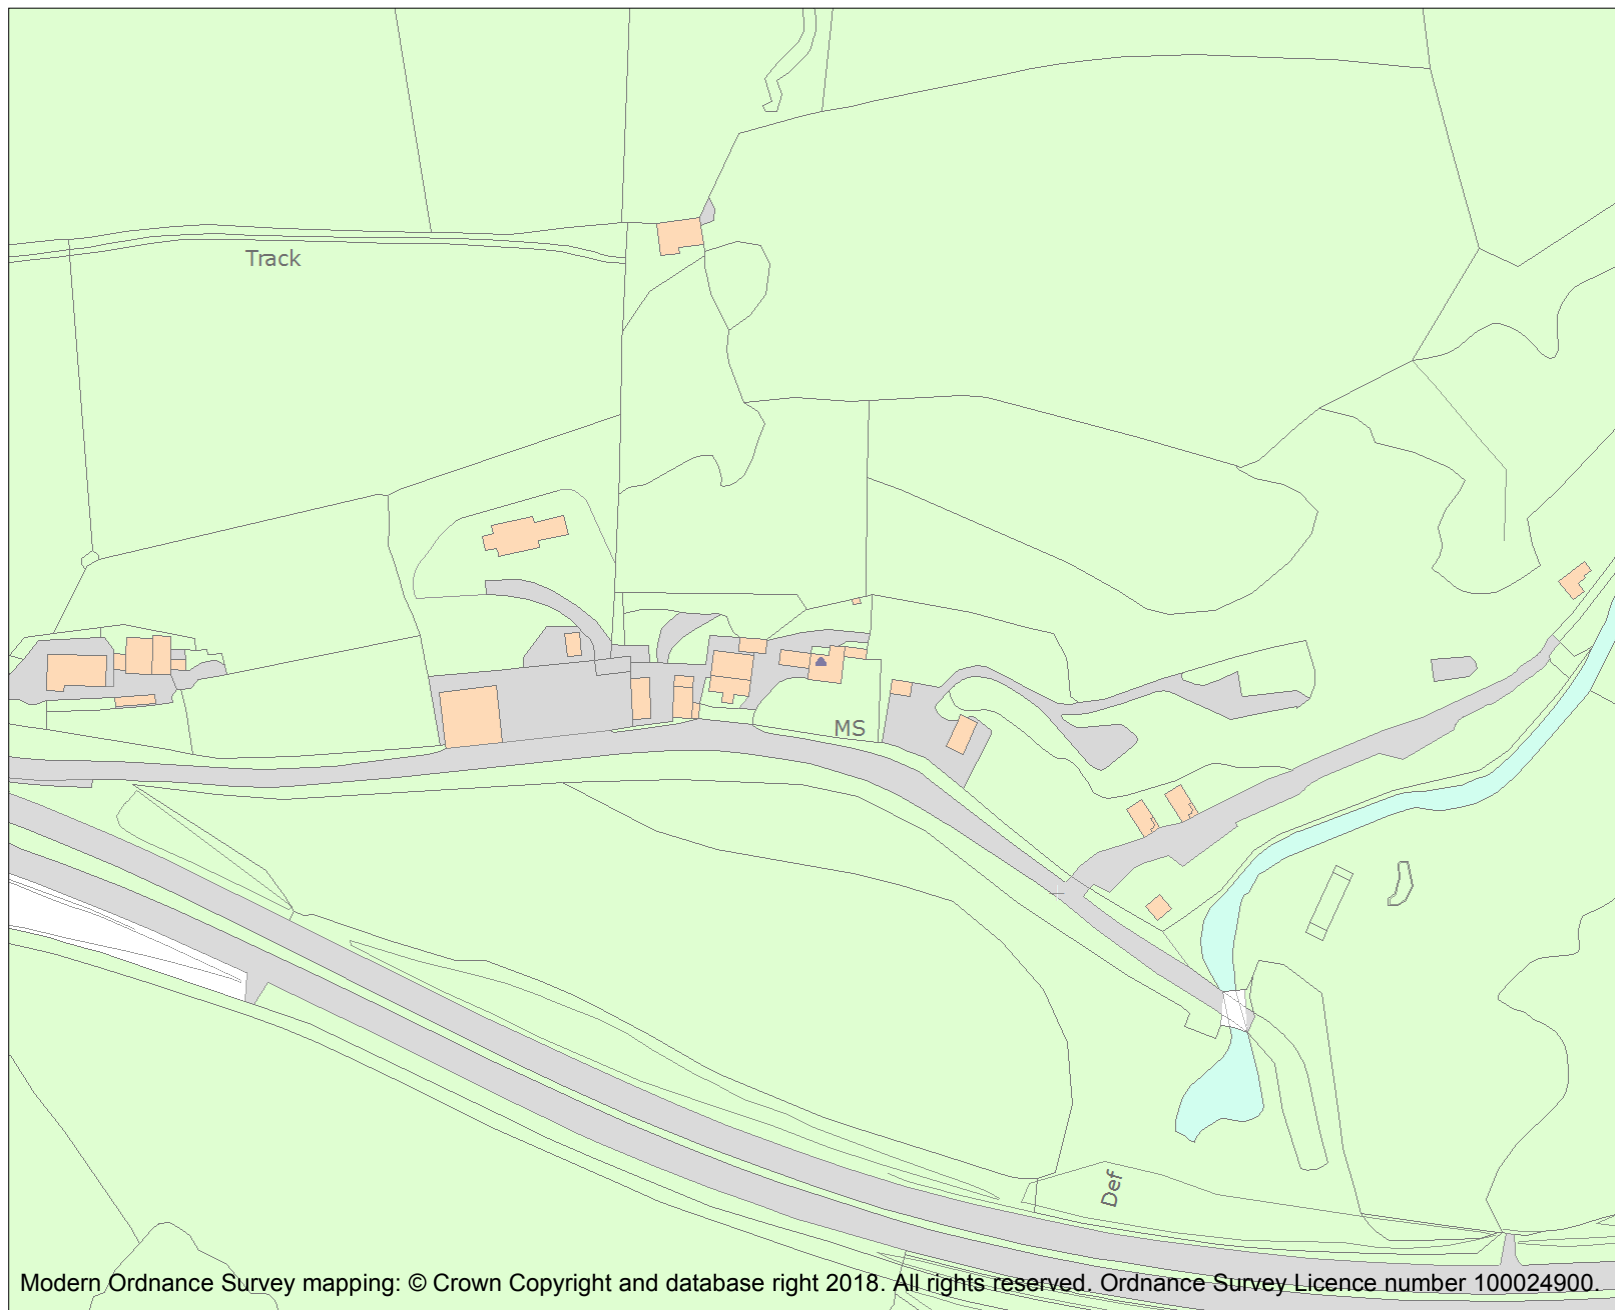 Track
MS
Def
Modern Ordnance Survey mapping: © Crown Copyright and database right 2018. All rights reserved. Ordnance Survey Licence number 100024900.